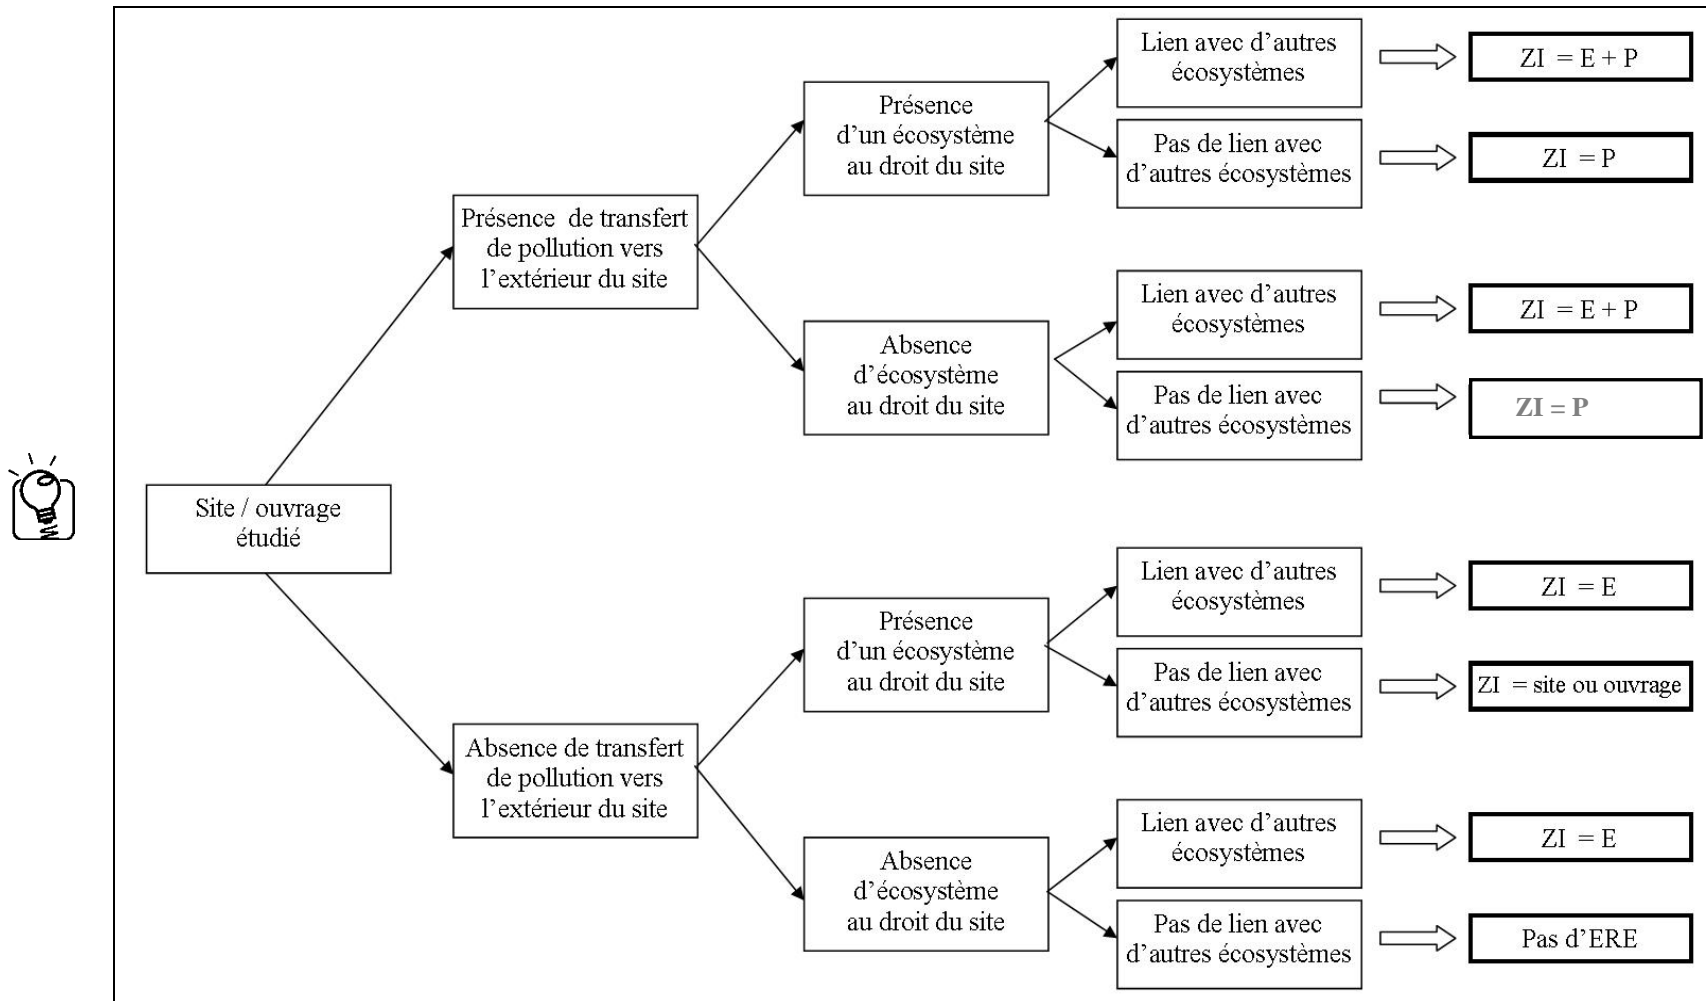 Lien avec d'autres
écosystèmes
ZI = E + P
Présence
d'un écosystème
au droit du site
Pas de lien avec
d'autres écosystèmes
ZI = P
Présence de transfert
de pollution vers
l'extérieur du site
Lien avec d'autres
écosystèmes
ZI = E + P
Absence
d'écosystème
au droit du site
Pas de lien avec
d'autres écosystèmes
ZI = P
Site / ouvrage
étudié
Lien avec d'autres
écosystèmes
ZI = E
Présence
d'un écosystème
au droit du site
Pas de lien avec
d'autres écosystèmes
ZI = site ou ouvrage
Absence de transfert
de pollution vers
l'extérieur du site
Lien avec d'autres
écosystèmes
ZI = E
Absence
d'écosystème
au droit du site
Pas de lien avec
d'autres écosystèmes
Pas d'ERE